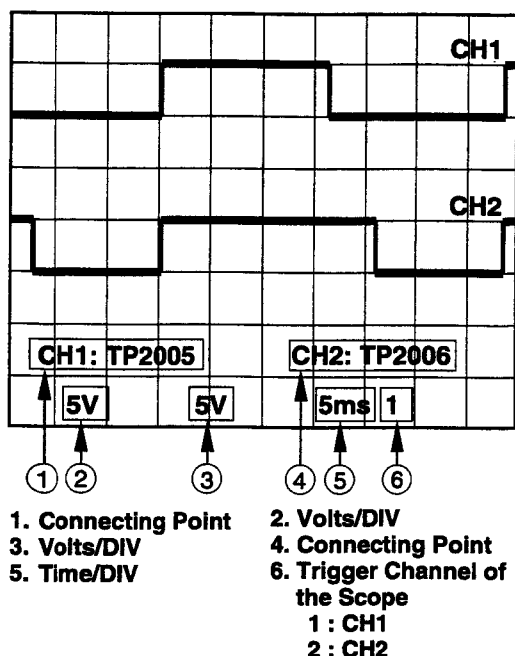 CH1
CH2
CH1: TP2005 CH2: TP2006
5V 5V 5ms 1
1 2 3 4 5 6
1. Connecting Point
3. Volts/DIV
5. Time/DIV
2. Volts/DIV
4. Connecting Point
6. Trigger Channel of
the Scope
1 : CH1
2 : CH2